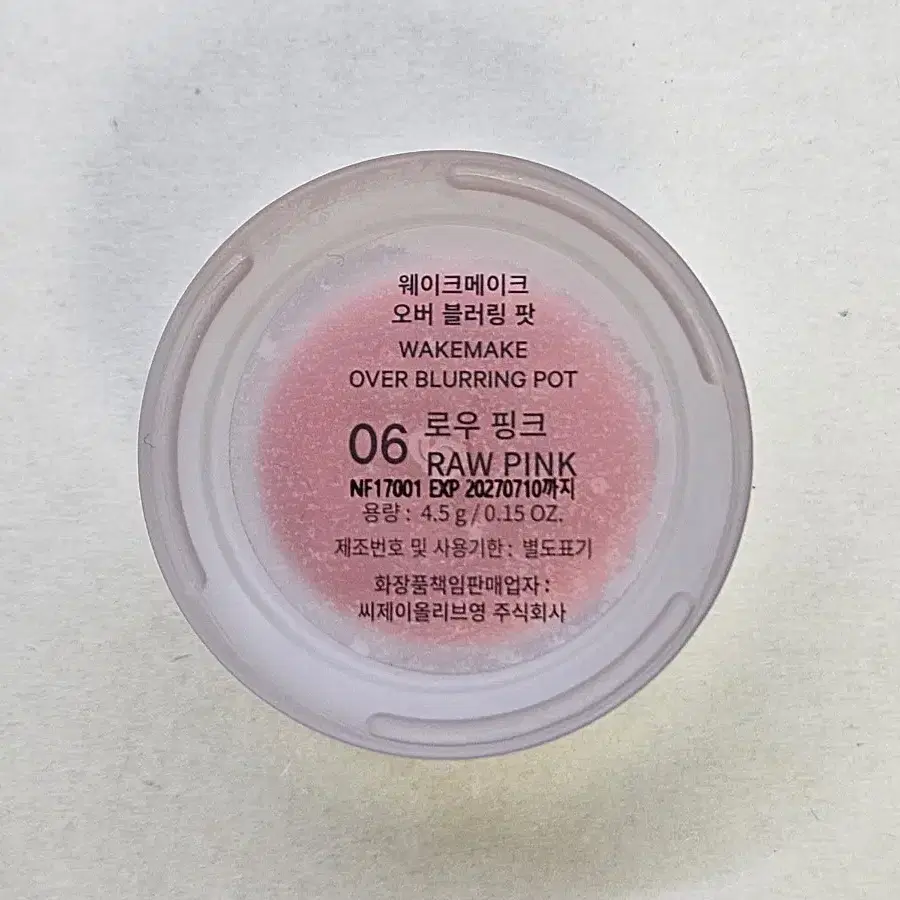 웨이크메이크
오버 블러링 팟
WAKEMAKE
OVER BLURRING POT
06 로우 핑크
RAW PINK
NF17001 EXP 20270710까지
용량 : 4.5 g / 0.15 OZ.
제조번호 및 사용기한 : 별도표기
화장품책임판매업자 :
씨제이올리브영 주식회사